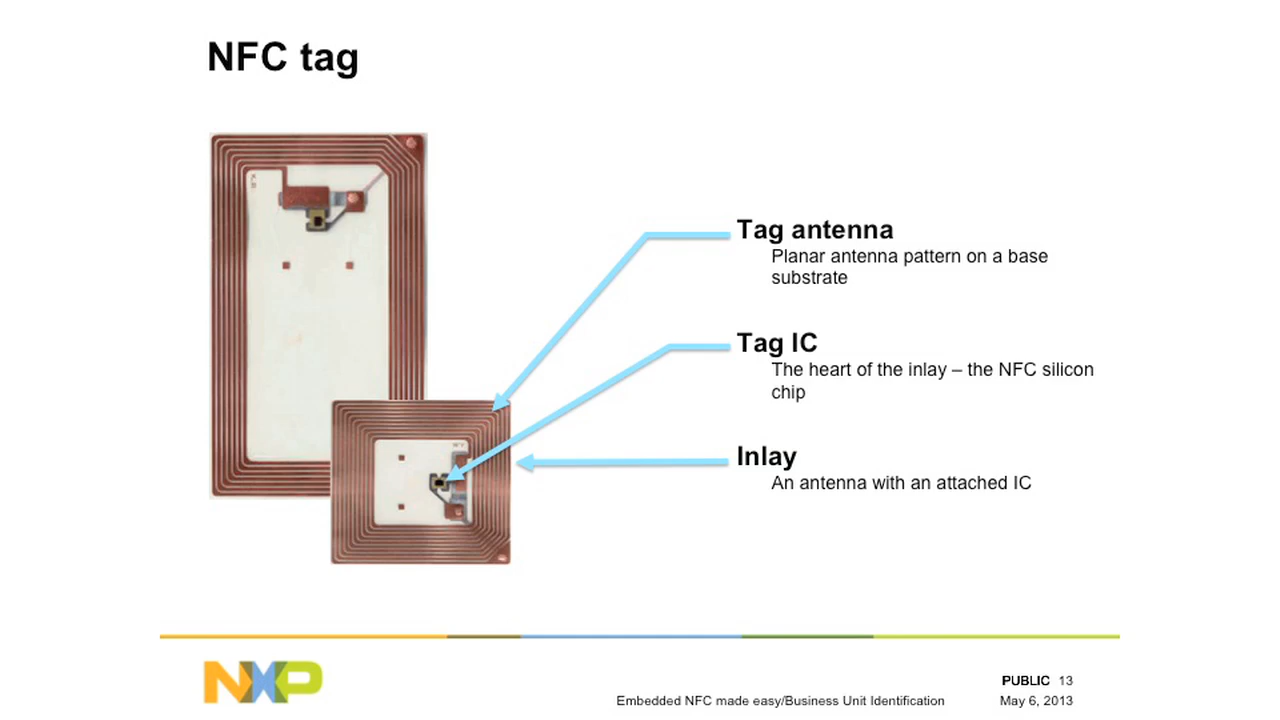 NFC tag
Tag antenna
Planar antenna pattern on a base
substrate
Tag IC
The heart of the inlay – the NFC silicon
chip
Inlay
An antenna with an attached IC
NXP
PUBLIC 13
Embedded NFC made easy/Business Unit Identification
May 6, 2013